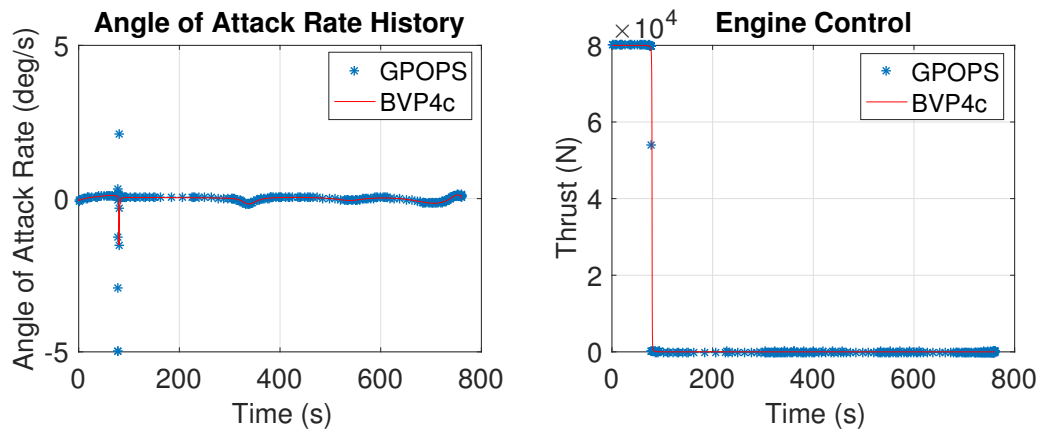 Angle of Attack Rate History
Angle of Attack Rate (deg/s)
5
0
-5
GPOPS
BVP4c
0
200
400
600
800
Time (s)
Engine Control
×10^4
Thrust (N)
8
6
4
2
0
GPOPS
BVP4c
0
200
400
600
800
Time (s)